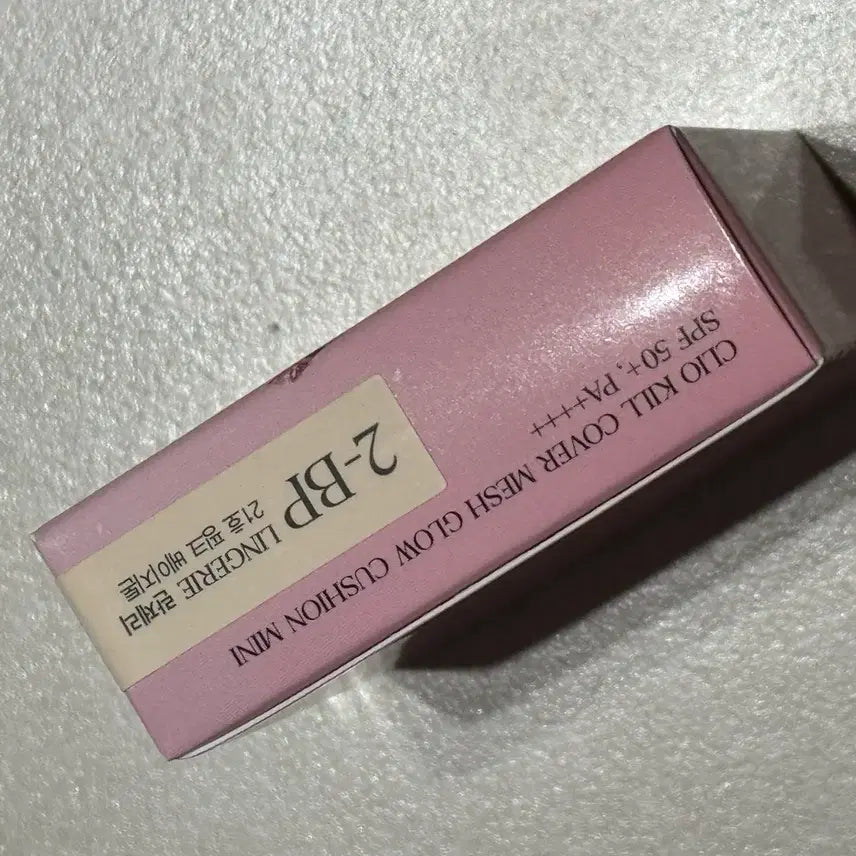 CLIO KILL COVER MESH GLOW CUSHION MINI
SPF 50+, PA++++
2-BP LINGERIE 란제리
21호 핑크 베이지톤